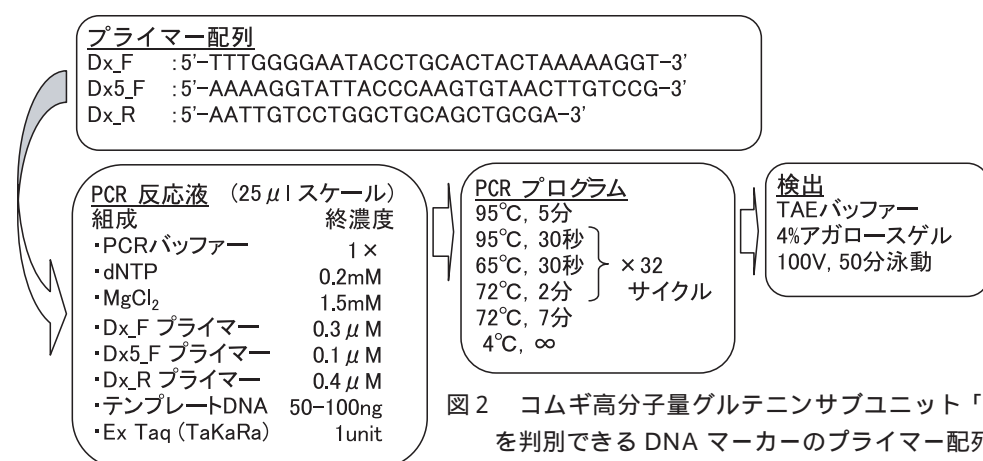 プライマー配列
Dx_F :5'-TTTGGGGAATACCTGCACTACTAAAAAGGT-3'
Dx5_F :5'-AAAAGGTATTACCCAAGTGTAACTTGTCCG-3'
Dx_R :5'-AATTGTCCTGGCTGCAGCTGCGA-3'
PCR 反応液 (25μlスケール)
組成 終濃度
・PCRバッファー 1×
・dNTP 0.2mM
・MgCl₂ 1.5mM
・Dx_F プライマー 0.3μM
・Dx5_F プライマー 0.1μM
・Dx_R プライマー 0.4μM
・テンプレートDNA 50-100ng
・Ex Taq (TaKaRa) 1unit
PCR プログラム
95℃, 5分
95℃, 30秒
65℃, 30秒 ×32
72℃, 2分 サイクル
72℃, 7分
4℃, ∞
検出
TAEバッファー
4%アガロースゲル
100V, 50分泳動
図2 コムギ高分子量グルテニンサブユニット「
を判別できる DNA マーカーのプライマー配列